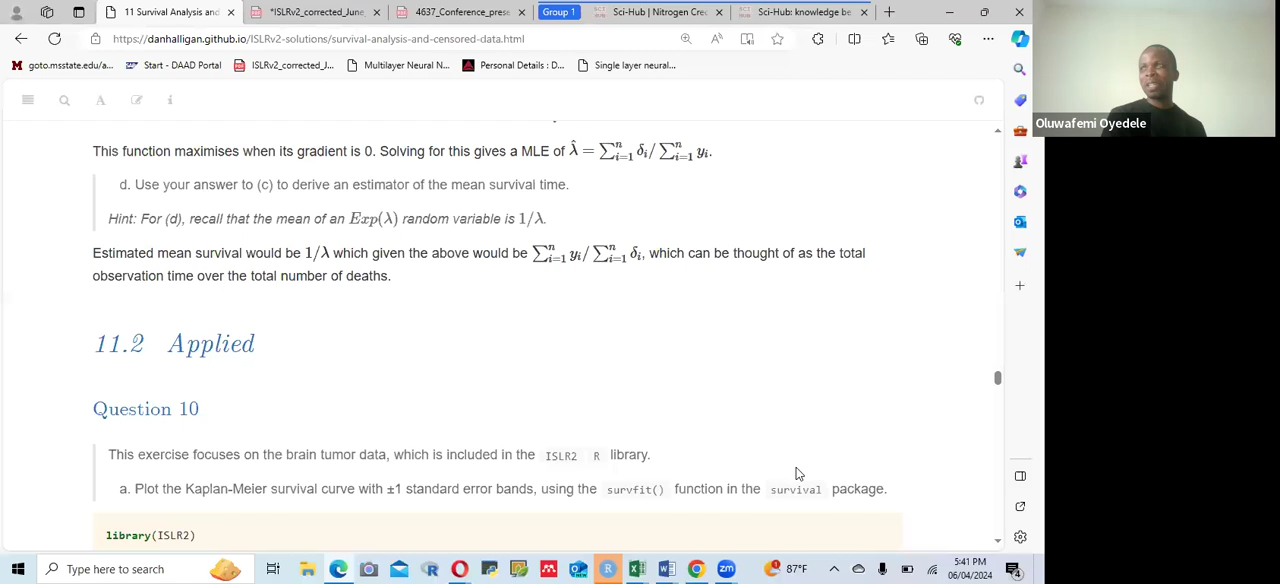 11 Survival Analysis and
*ISLRv2_corrected_June_
4637_Conference_prese
Group 1
Sci-Hub | Nitrogen Cre
Sci-Hub: knowledge be
https://danhalligan.github.io/ISLRv2-solutions/survival-analysis-and-censored-data.html
goto.msstate.edu/a...
Start - DAAD Portal
ISLRv2_corrected_J...
Multilayer Neural N...
Personal Details : D...
Single layer neural...
Oluwafemi Oyedele
This function maximises when its gradient is 0. Solving for this gives a MLE of λ̂ = ∑ⁿᵢ₌₁ δᵢ/ ∑ⁿᵢ₌₁ yᵢ.
d. Use your answer to (c) to derive an estimator of the mean survival time.
Hint: For (d), recall that the mean of an Exp(λ) random variable is 1/λ.
Estimated mean survival would be 1/λ which given the above would be ∑ⁿᵢ₌₁ yᵢ/ ∑ⁿᵢ₌₁ δᵢ, which can be thought of as the total
observation time over the total number of deaths.
11.2 Applied
Question 10
This exercise focuses on the brain tumor data, which is included in the ISLR2 R library.
a. Plot the Kaplan-Meier survival curve with ±1 standard error bands, using the survfit() function in the survival package.
library(ISLR2)
Type here to search
87°F
5:41 PM
06/04/2024